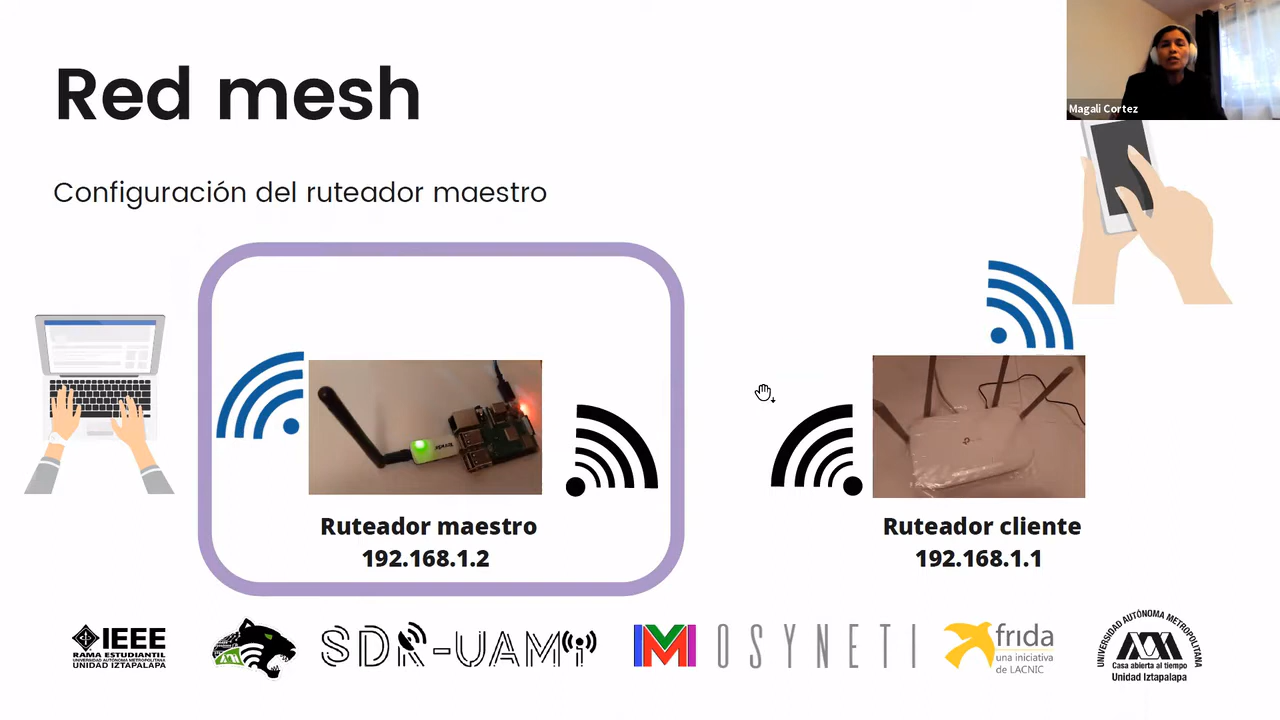 Red mesh
Magali Cortez
Configuración del ruteador maestro
Ruteador maestro
192.168.1.2
Ruteador cliente
192.168.1.1
IEEE
RAMA ESTUDIANTIL
UNIVERSIDAD AUTÓNOMA METROPOLITANA
UNIDAD IZTAPALAPA
SDR-UAMi
OSYNETI
frida
una iniciativa
de LACNIC
UNIVERSIDAD AUTÓNOMA METROPOLITANA
Casa abierta al tiempo
Unidad Iztapalapa